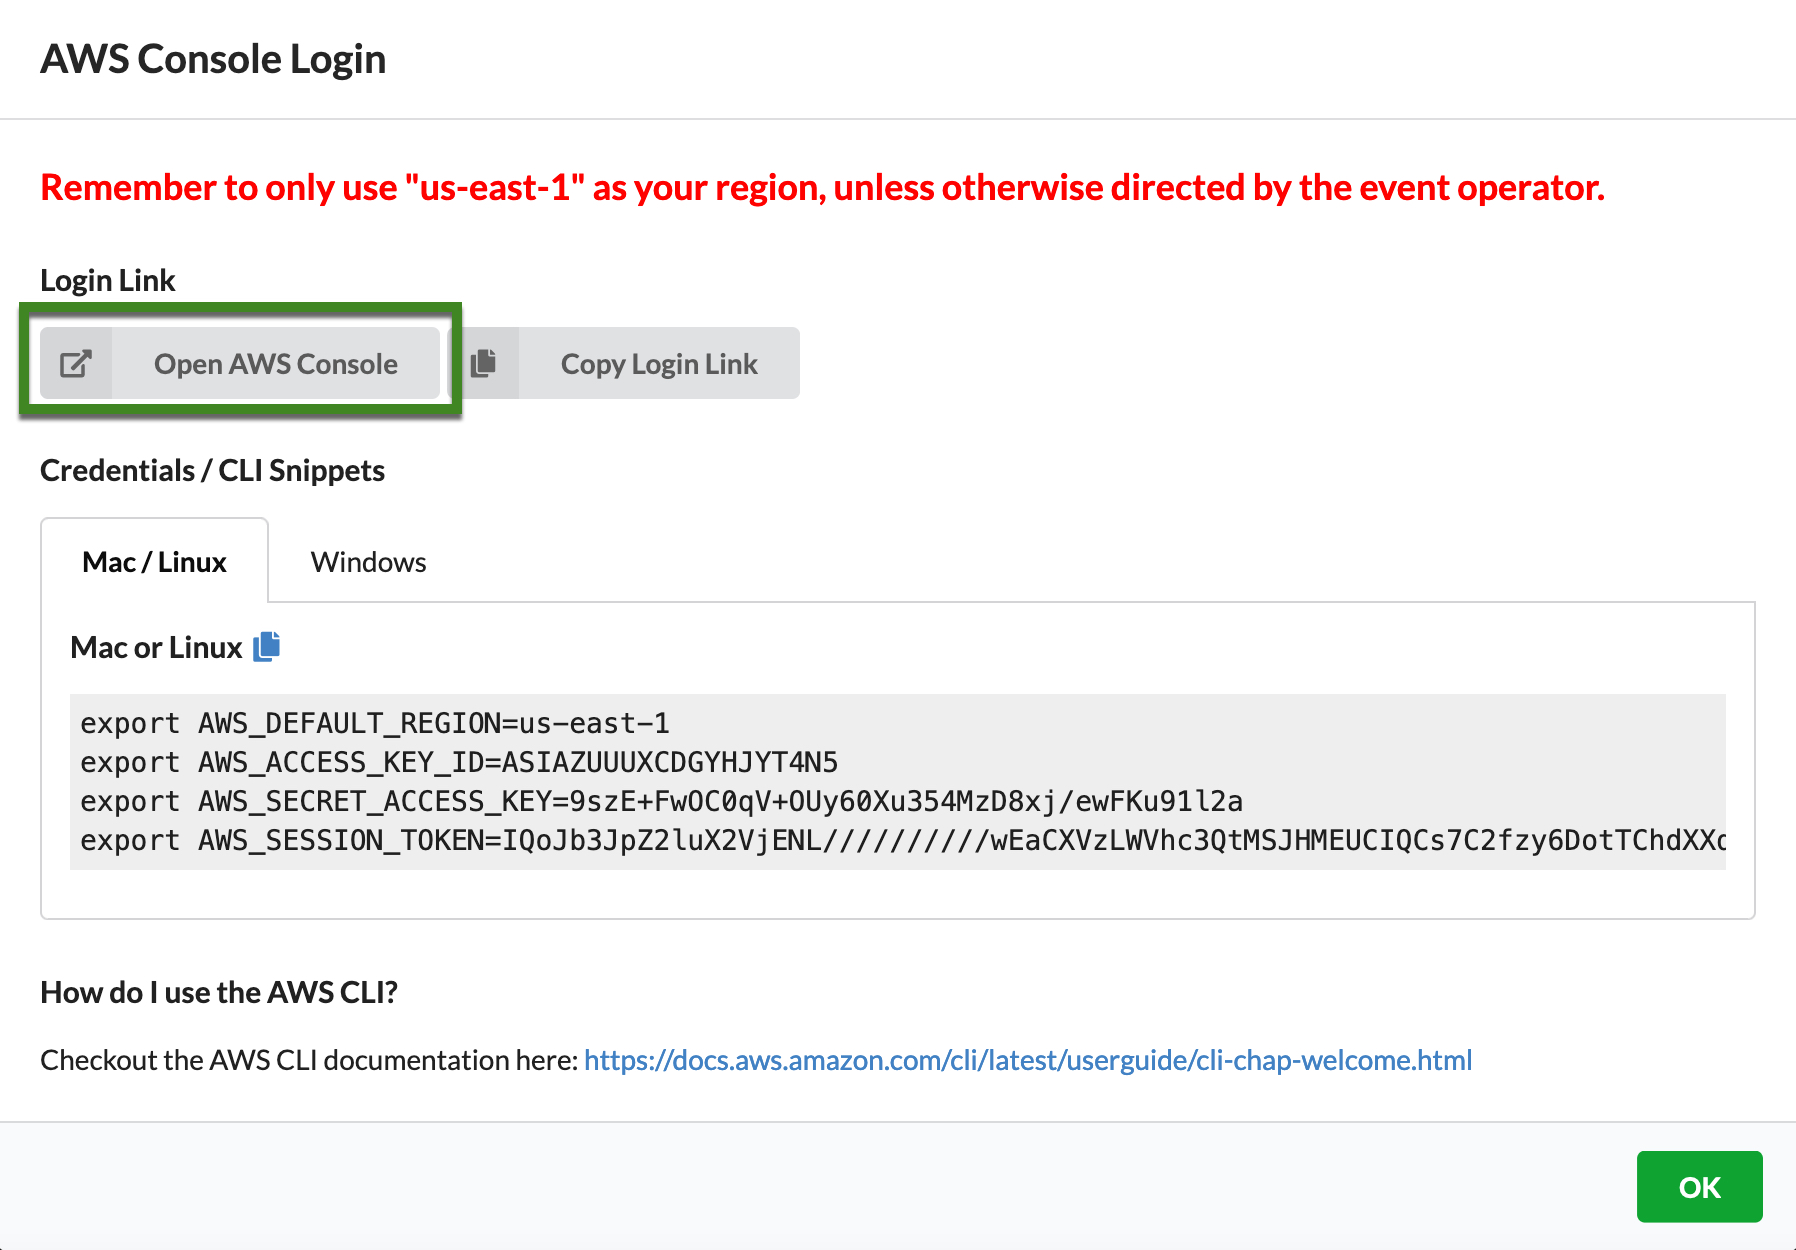 AWS Console Login
Remember to only use "us-east-1" as your region, unless otherwise directed by the event operator.
Login Link
Open AWS Console
Copy Login Link
Credentials / CLI Snippets
Mac / Linux
Windows
Mac or Linux
export AWS_DEFAULT_REGION=us-east-1
export AWS_ACCESS_KEY_ID=ASIAZUUUXCDGYHJYT4N5
export AWS_SECRET_ACCESS_KEY=9szE+FwOC0qV+OUy60Xu354MzD8xj/ewFKu91l2a
export AWS_SESSION_TOKEN=IQoJb3JpZ2luX2VjENL//////////wEaCXVzLWVhc3QtMSJHMEUCIQCs7C2fzy6DotTChdXX
How do I use the AWS CLI?
Checkout the AWS CLI documentation here: https://docs.aws.amazon.com/cli/latest/userguide/cli-chap-welcome.html
OK